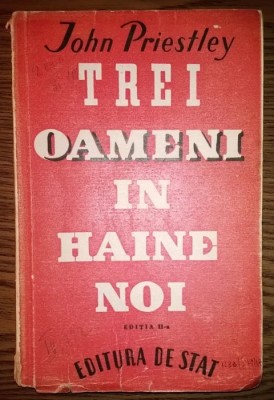 John Priestley
TREI
OAMENI
IN
HAINE
NOI
EDITIA II-a
EDITURA DE STAT